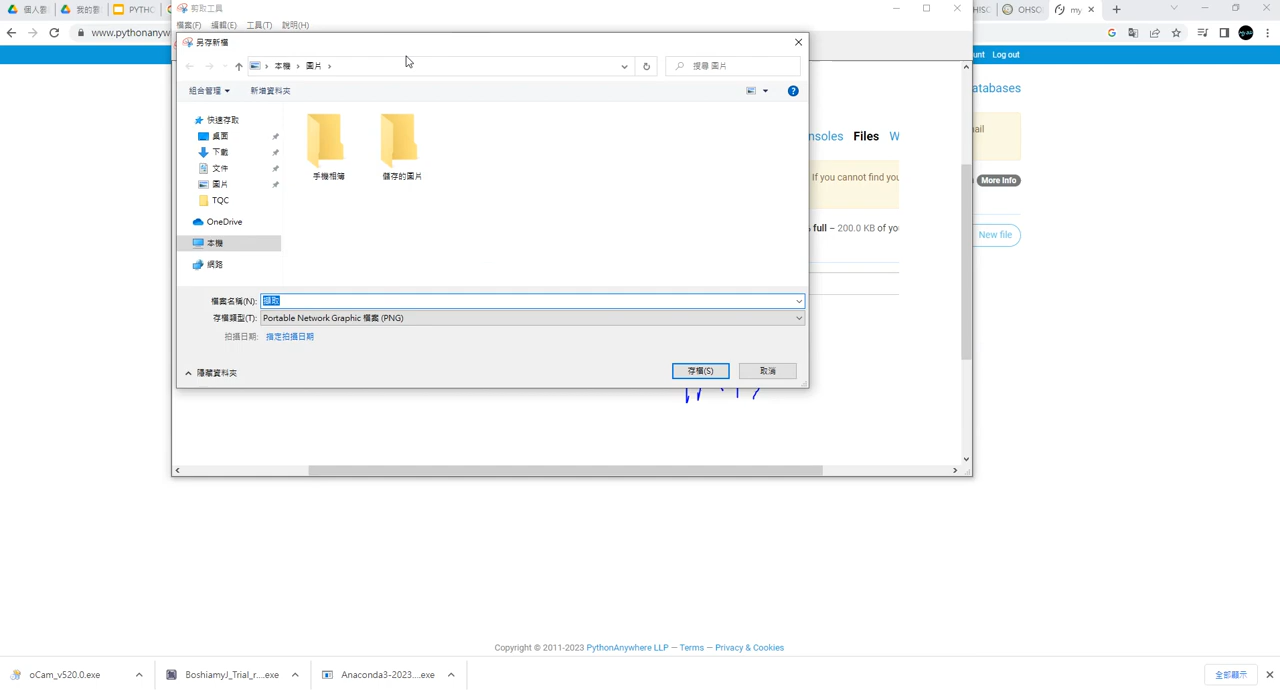 個人影
我的影
PYTHC
剪取工具
HISC
OHSC
my
www.pythonanyw
檔案(F) 編輯(E) 工具(T) 說明(H)
另存新檔
unt Log out
本機 › 圖片 ›
搜尋 圖片
組合管理 新增資料夾
atabases
快速存取
桌面
下載
文件
圖片
TQC
OneDrive
本機
網路
手機相簿
儲存的圖片
nsoles Files W
ail
If you cannot find you
More Info
full – 200.0 KB of you
New file
檔案名稱(N): 擷取
存檔類型(T): Portable Network Graphic 檔案 (PNG)
拍攝日期: 指定拍攝日期
隱藏資料夾
存檔(S) 取消
Copyright © 2011-2023 PythonAnywhere LLP — Terms — Privacy & Cookies
oCam_v520.0.exe
BoshiamyJ_Trial_r....exe
Anaconda3-2023....exe
全部顯示